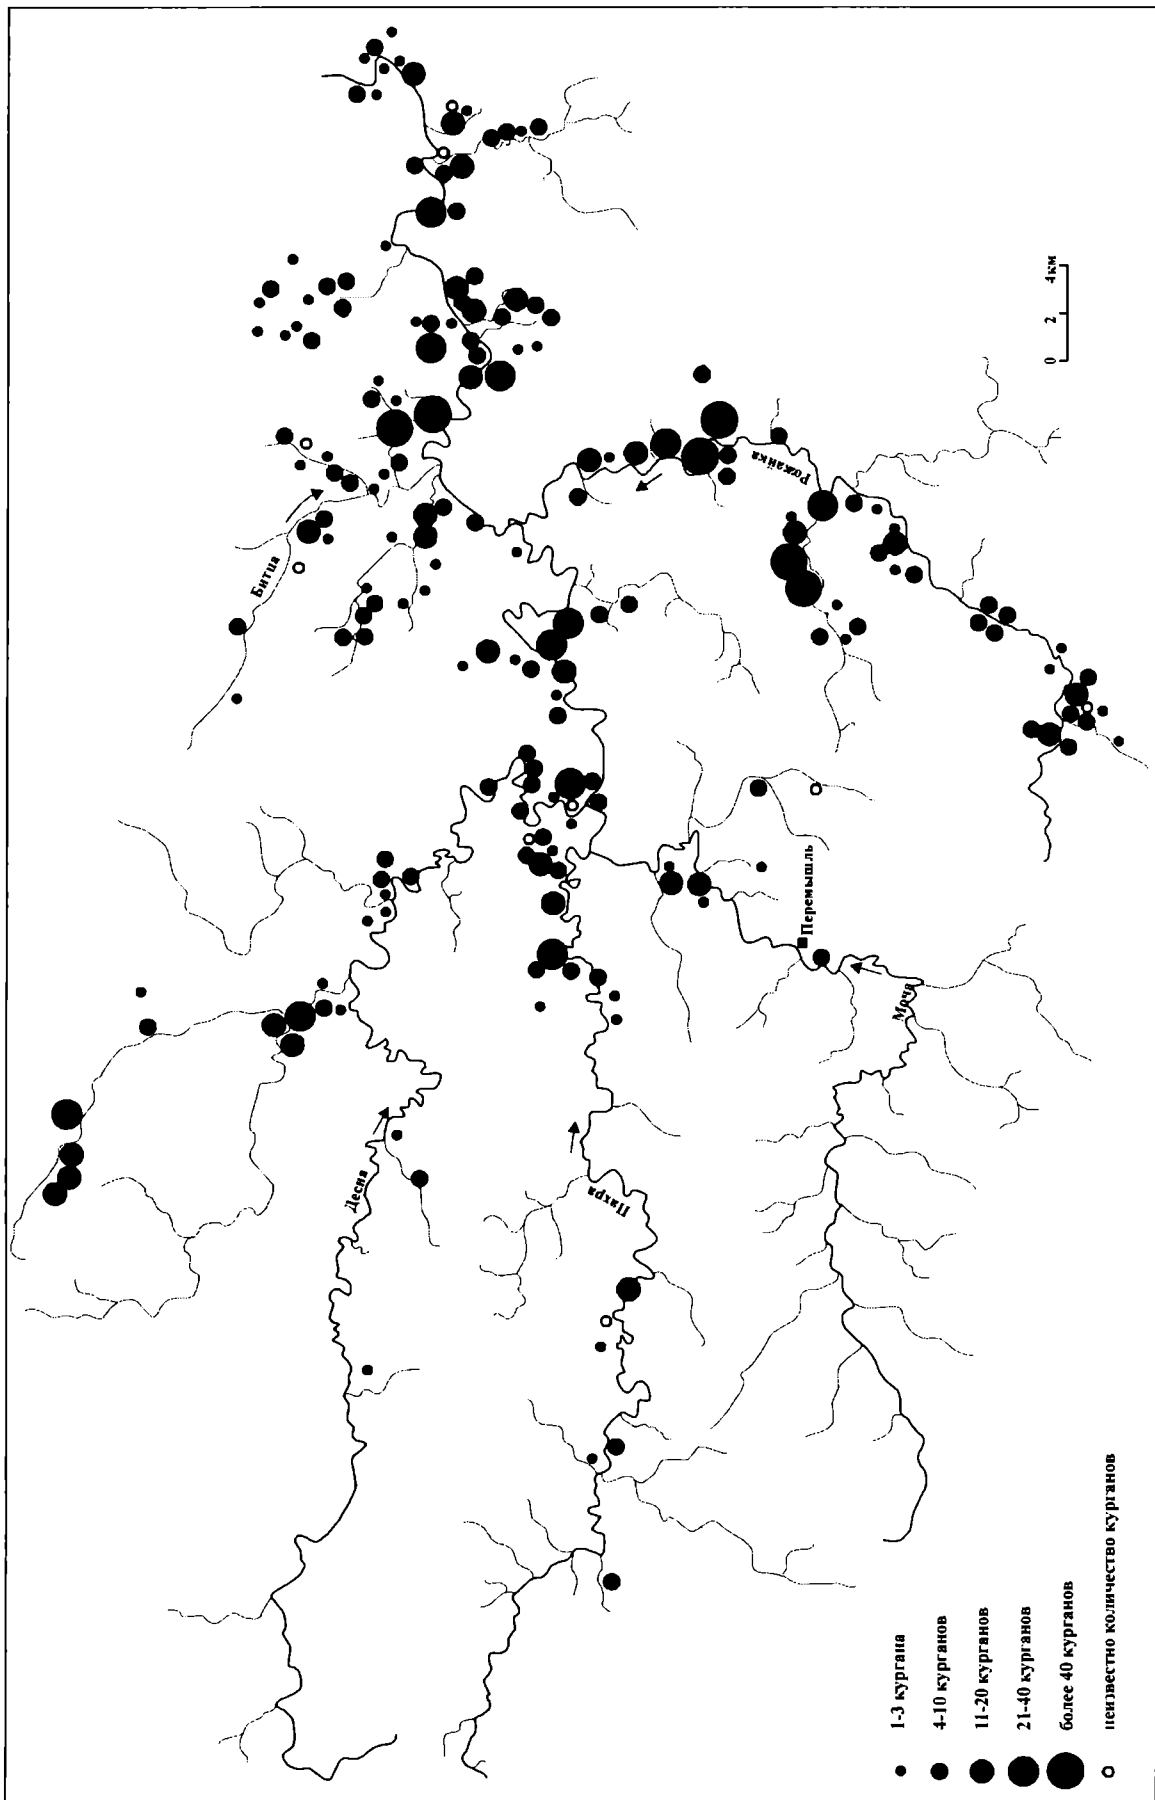 Битца
Рожайка
0 2 4км
Перемышль
Моча
Десна
Пахра
1-3 кургана
4-10 курганов
11-20 курганов
21-40 курганов
более 40 курганов
неизвестно количество курганов